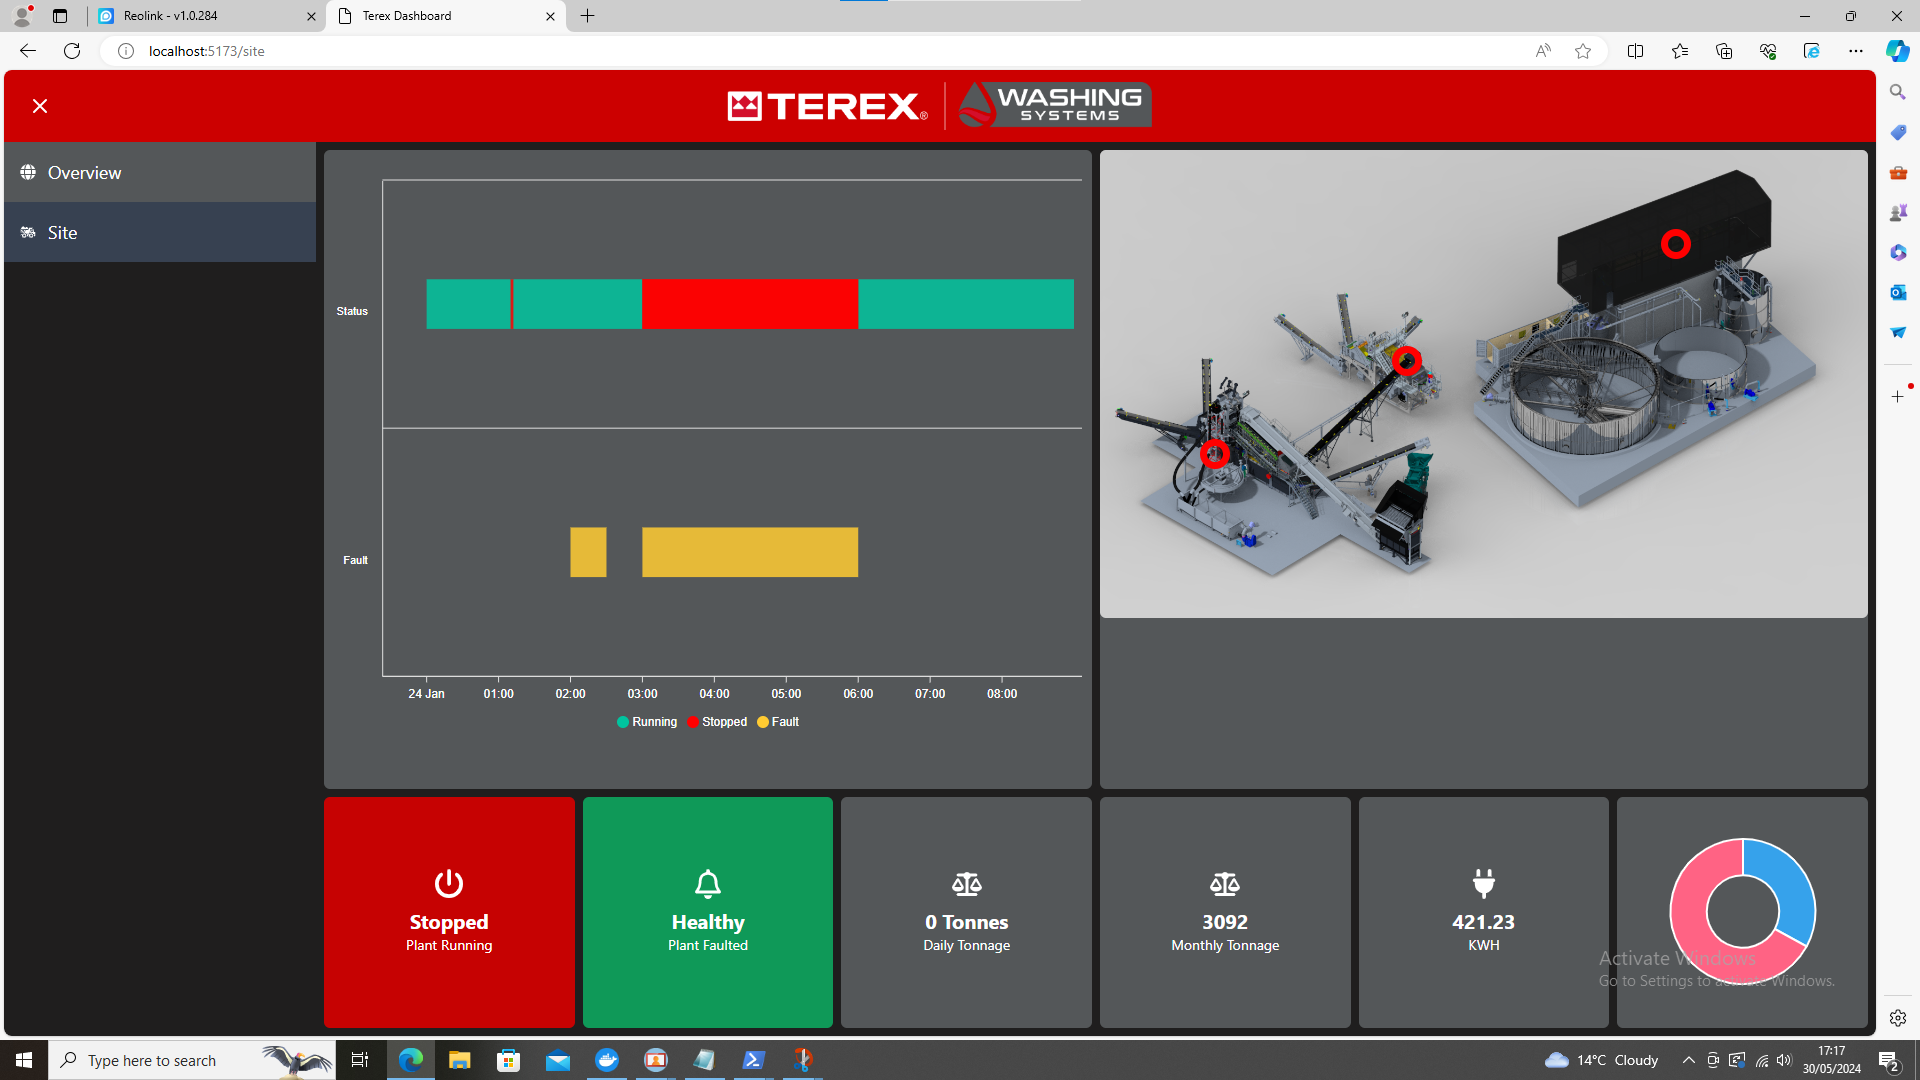 Reolink - v1.0.284
Terex Dashboard
localhost:5173/site
TEREX®
WASHING
SYSTEMS
Overview
Site
Status
Fault
24 Jan 01:00 02:00 03:00 04:00 05:00 06:00 07:00 08:00
Running Stopped Fault
Stopped
Plant Running
Healthy
Plant Faulted
0 Tonnes
Daily Tonnage
3092
Monthly Tonnage
421.23
KWH
Activate Windows
Go to Settings to activate Windows.
Type here to search
14°C Cloudy
17:17
30/05/2024
2